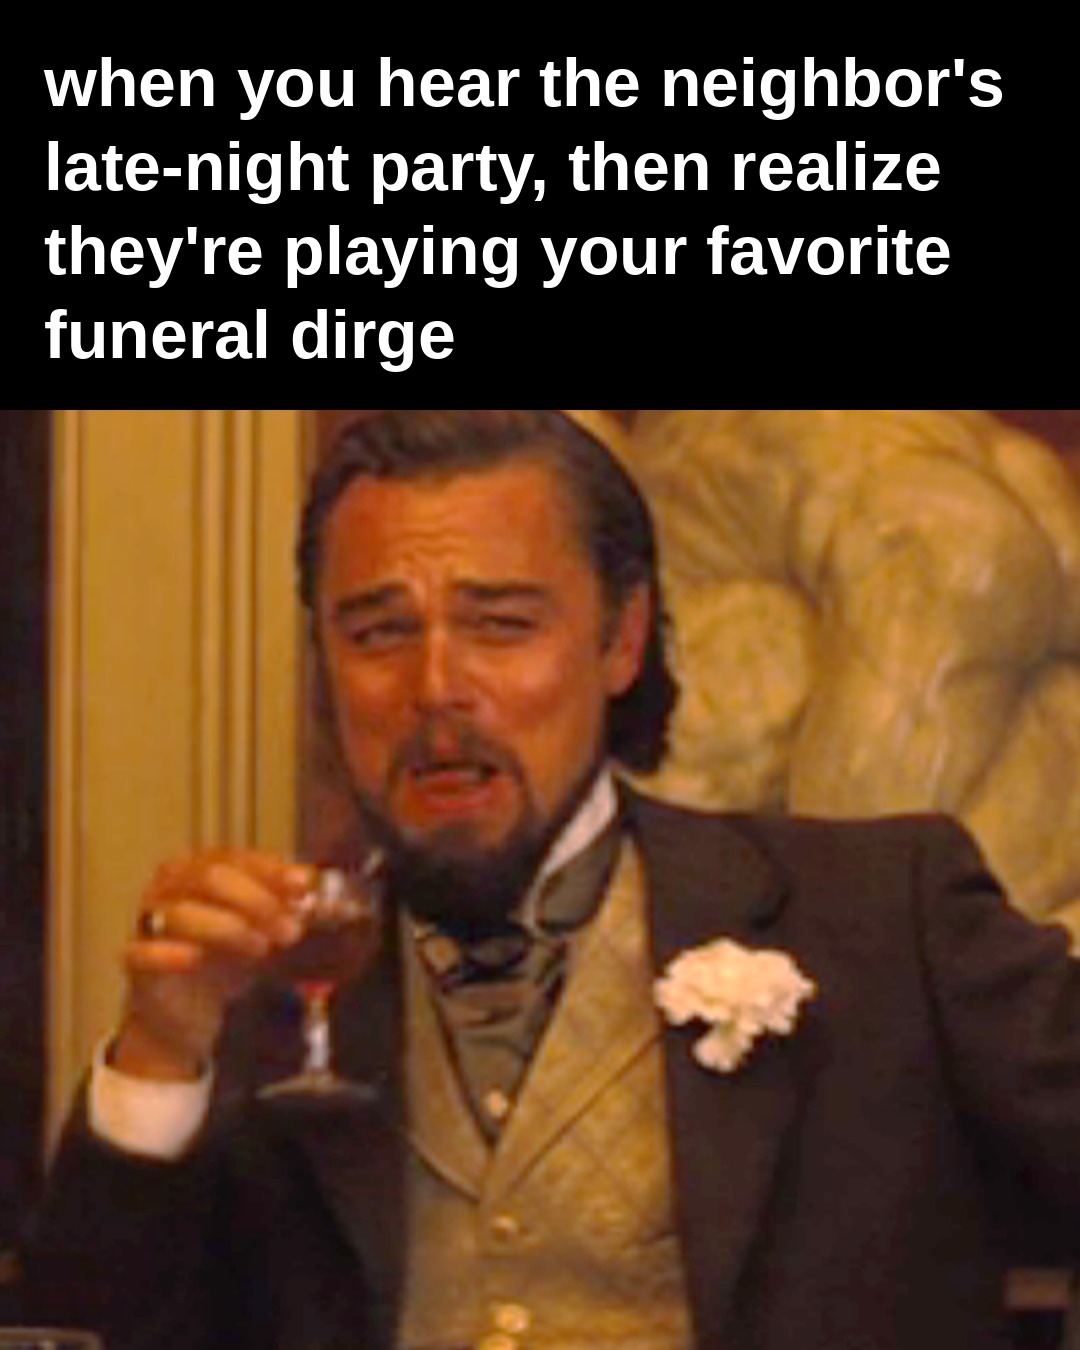 when you hear the neighbor's
late-night party, then realize
they're playing your favorite
funeral dirge